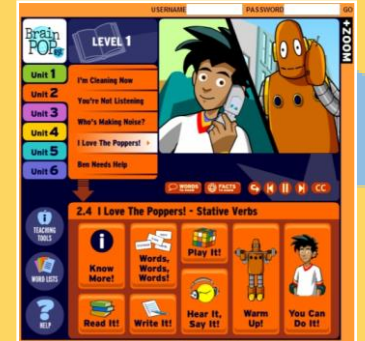 USERNAME PASSWORD GO
+ZOOM
Brain
POP ESL
LEVEL 1
Unit 1
Unit 2
Unit 3
Unit 4
Unit 5
Unit 6
I'm Cleaning Now
You're Not Listening
Who's Making Noise?
I Love The Poppers!
Ben Needs Help
WORDS
FACTS
CC
2.4 I Love The Poppers! - Stative Verbs
TEACHING
TOOLS
WORD LISTS
HELP
Know
More!
Words,
Words,
Words!
Play It!
Read It!
Write It!
Hear It,
Say It!
Warm
Up!
You Can
Do It!